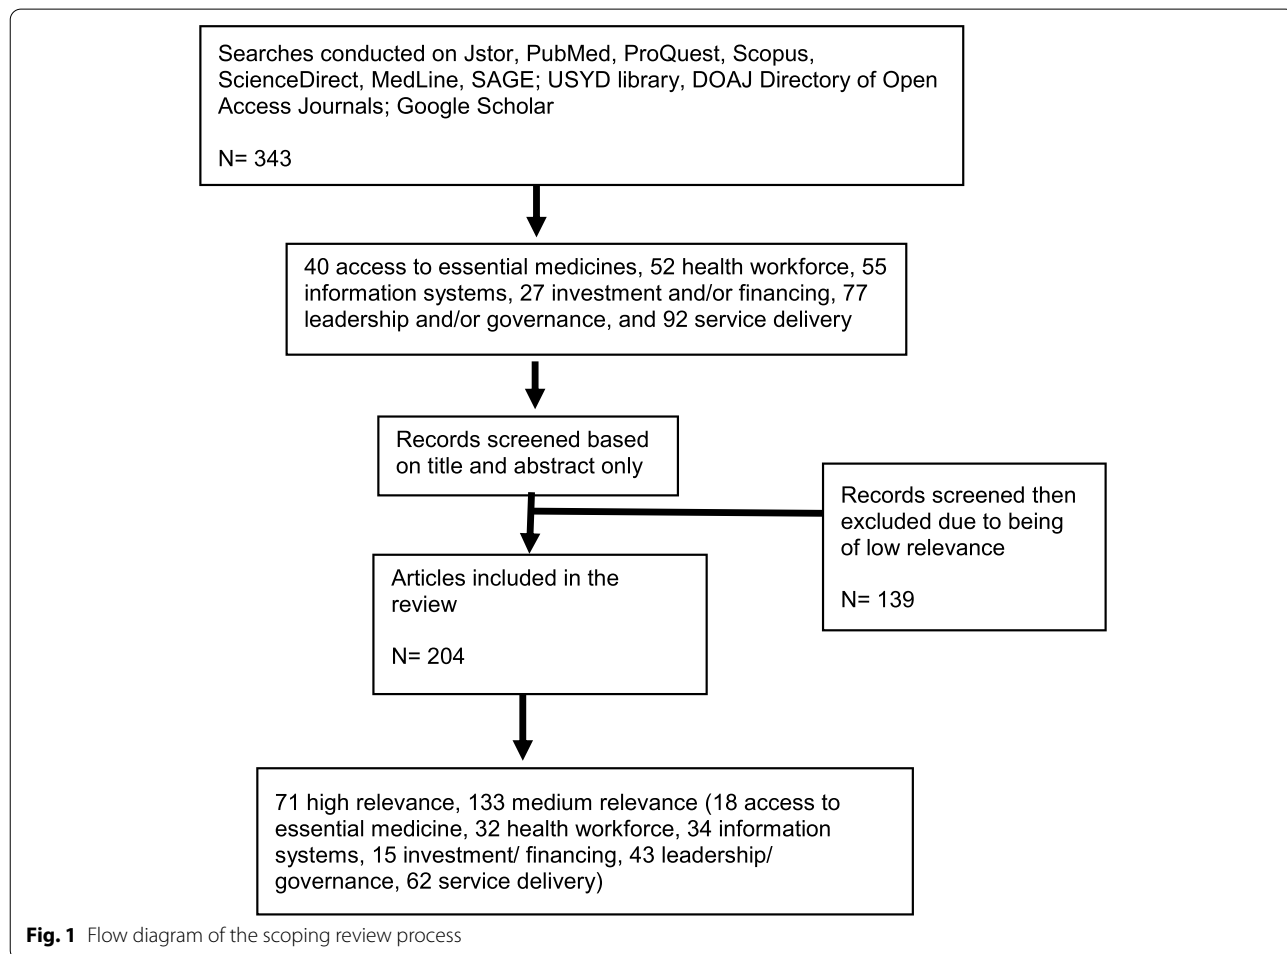 Searches conducted on Jstor, PubMed, ProQuest, Scopus,
ScienceDirect, MedLine, SAGE; USYD library, DOAJ Directory of Open
Access Journals; Google Scholar
N= 343
40 access to essential medicines, 52 health workforce, 55
information systems, 27 investment and/or financing, 77
leadership and/or governance, and 92 service delivery
Records screened based
on title and abstract only
Records screened then
excluded due to being
of low relevance
N= 139
Articles included in the
review
N= 204
71 high relevance, 133 medium relevance (18 access to
essential medicine, 32 health workforce, 34 information
systems, 15 investment/ financing, 43 leadership/
governance, 62 service delivery)
Fig. 1 Flow diagram of the scoping review process